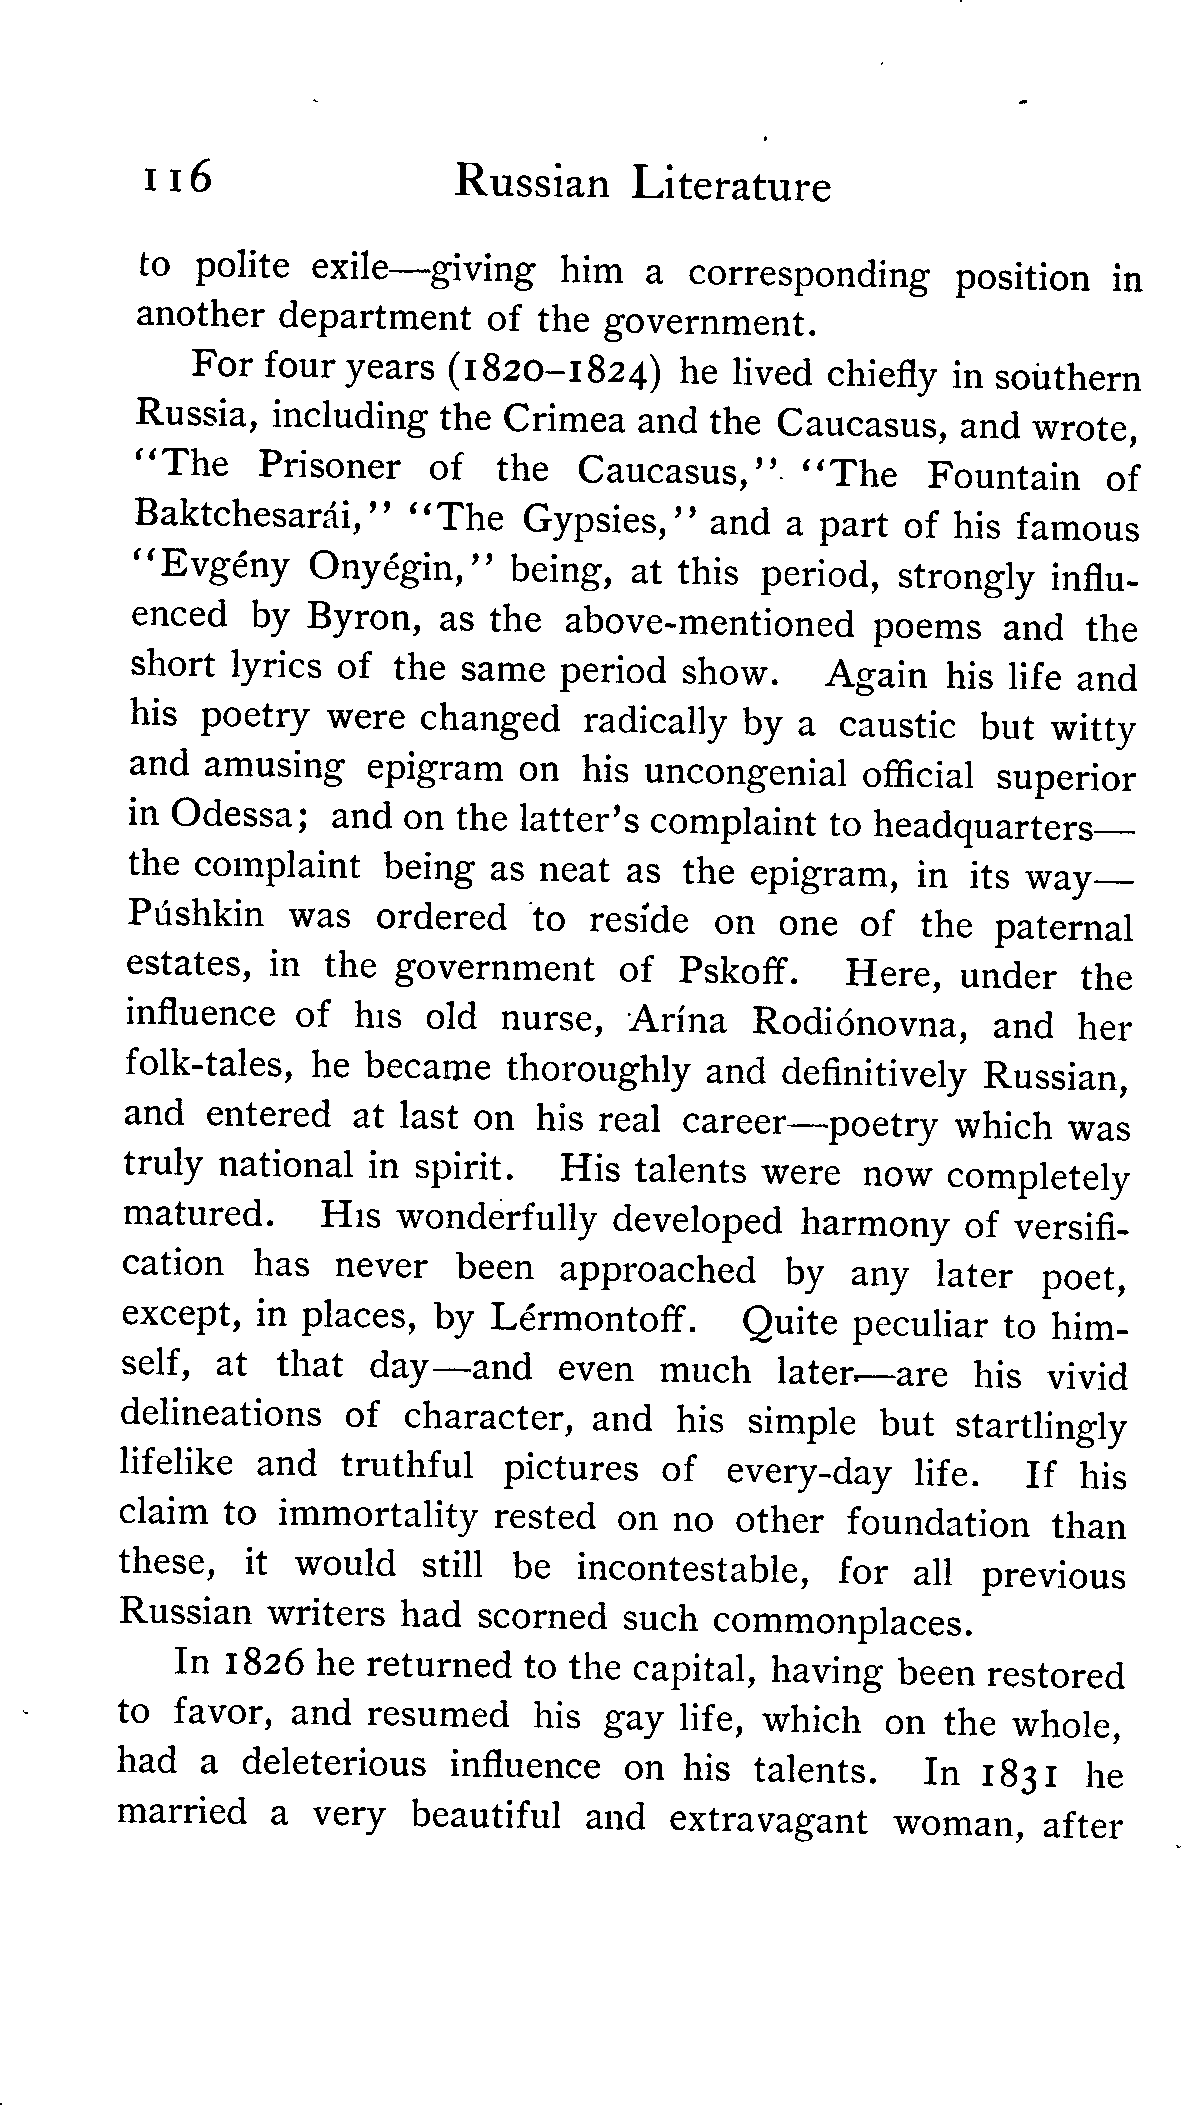 116 Russian Literature
to polite exile—giving him a corresponding position in
another department of the government.
For four years (1820–1824) he lived chiefly in southern
Russia, including the Crimea and the Caucasus, and wrote,
"The Prisoner of the Caucasus," "The Fountain of
Baktchesarái," "The Gypsies," and a part of his famous
"Evgény Onyégin," being, at this period, strongly influ-
enced by Byron, as the above-mentioned poems and the
short lyrics of the same period show. Again his life and
his poetry were changed radically by a caustic but witty
and amusing epigram on his uncongenial official superior
in Odessa; and on the latter's complaint to headquarters—
the complaint being as neat as the epigram, in its way—
Púshkin was ordered to reside on one of the paternal
estates, in the government of Pskoff. Here, under the
influence of his old nurse, Arína Rodiónovna, and her
folk-tales, he became thoroughly and definitively Russian,
and entered at last on his real career—poetry which was
truly national in spirit. His talents were now completely
matured. His wonderfully developed harmony of versifi-
cation has never been approached by any later poet,
except, in places, by Lérmontoff. Quite peculiar to him-
self, at that day—and even much later—are his vivid
delineations of character, and his simple but startlingly
lifelike and truthful pictures of every-day life. If his
claim to immortality rested on no other foundation than
these, it would still be incontestable, for all previous
Russian writers had scorned such commonplaces.
In 1826 he returned to the capital, having been restored
to favor, and resumed his gay life, which on the whole,
had a deleterious influence on his talents. In 1831 he
married a very beautiful and extravagant woman, after